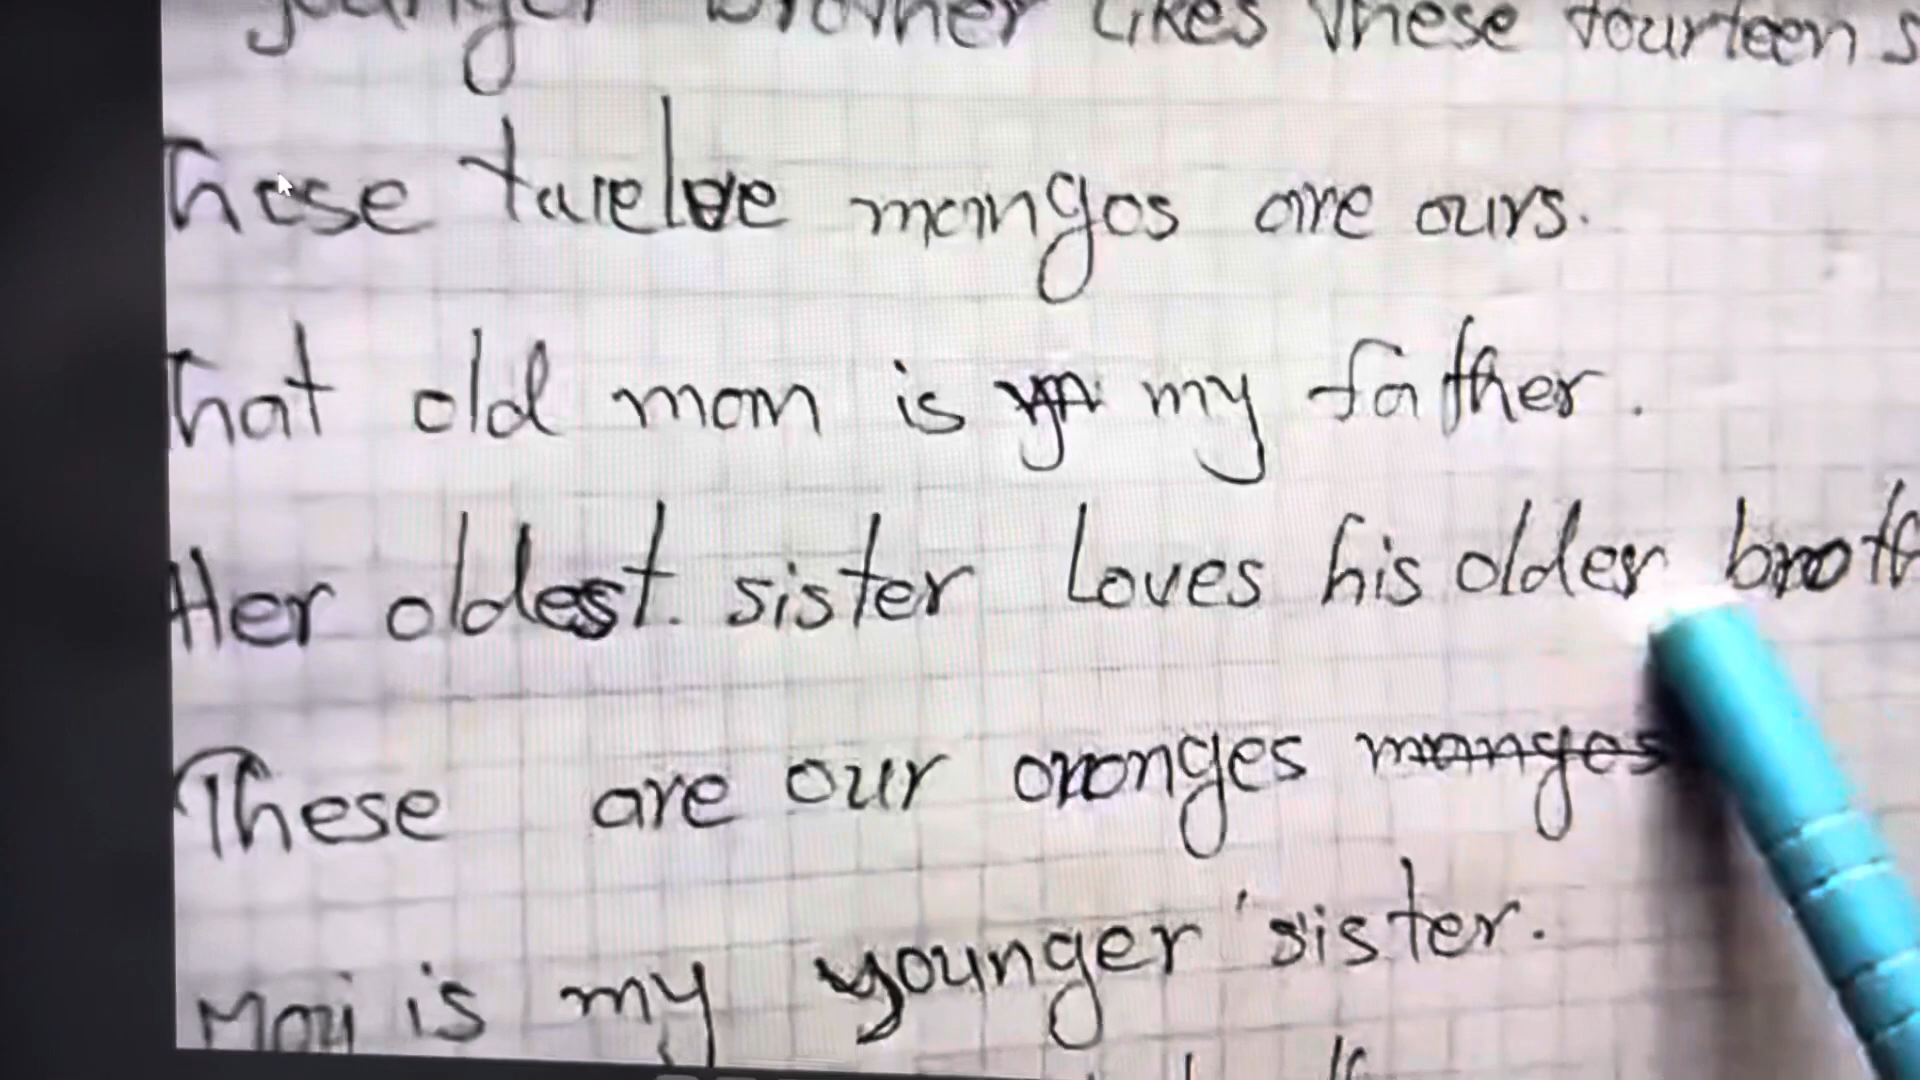 younger brother likes these fourteen
These twelve mangos are ours.
That old man is my father.
Her oldest. sister Loves his older broth
These are our oranges mangos
is my younger sister.